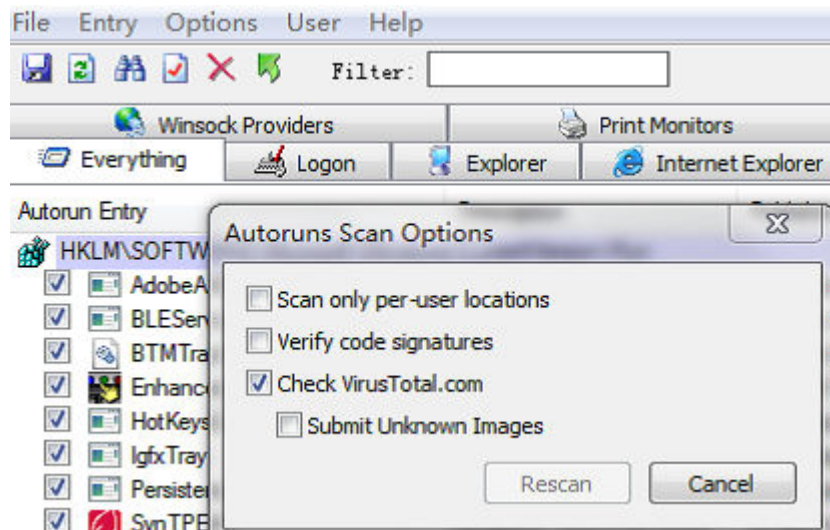 File Entry Options User Help
Filter:
Winsock Providers Print Monitors
Everything Logon Explorer Internet Explorer
Autorun Entry
Autoruns Scan Options
HKLM\SOFTW
AdobeA
Scan only per-user locations
BLESer
Verify code signatures
BTMTra
Check VirusTotal.com
Enhanc
Submit Unknown Images
HotKeys
IgfxTray
Rescan Cancel
Persiste
SynTPE